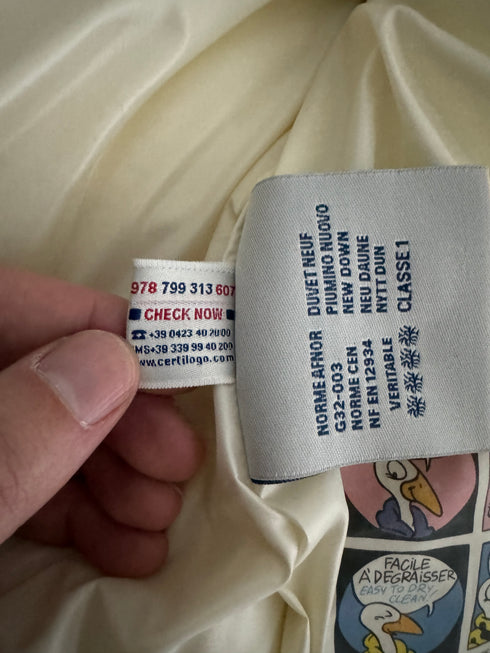 978 799 313 607
CHECK NOW
☎ +39 0423 40 20 00
MS+39 339 99 40 200
www.certilogo.com
DUVET NEUF
PIUMINO NUOVO
NEW DOWN
NEU DAUNE
NYTT DUN
CLASSE 1
NORME AFNOR
G32-003
NORME CEN
NF EN 12934
VERITABLE
FACILE
A' DEGRAISSER
EASY TO DRY
CLEAN!